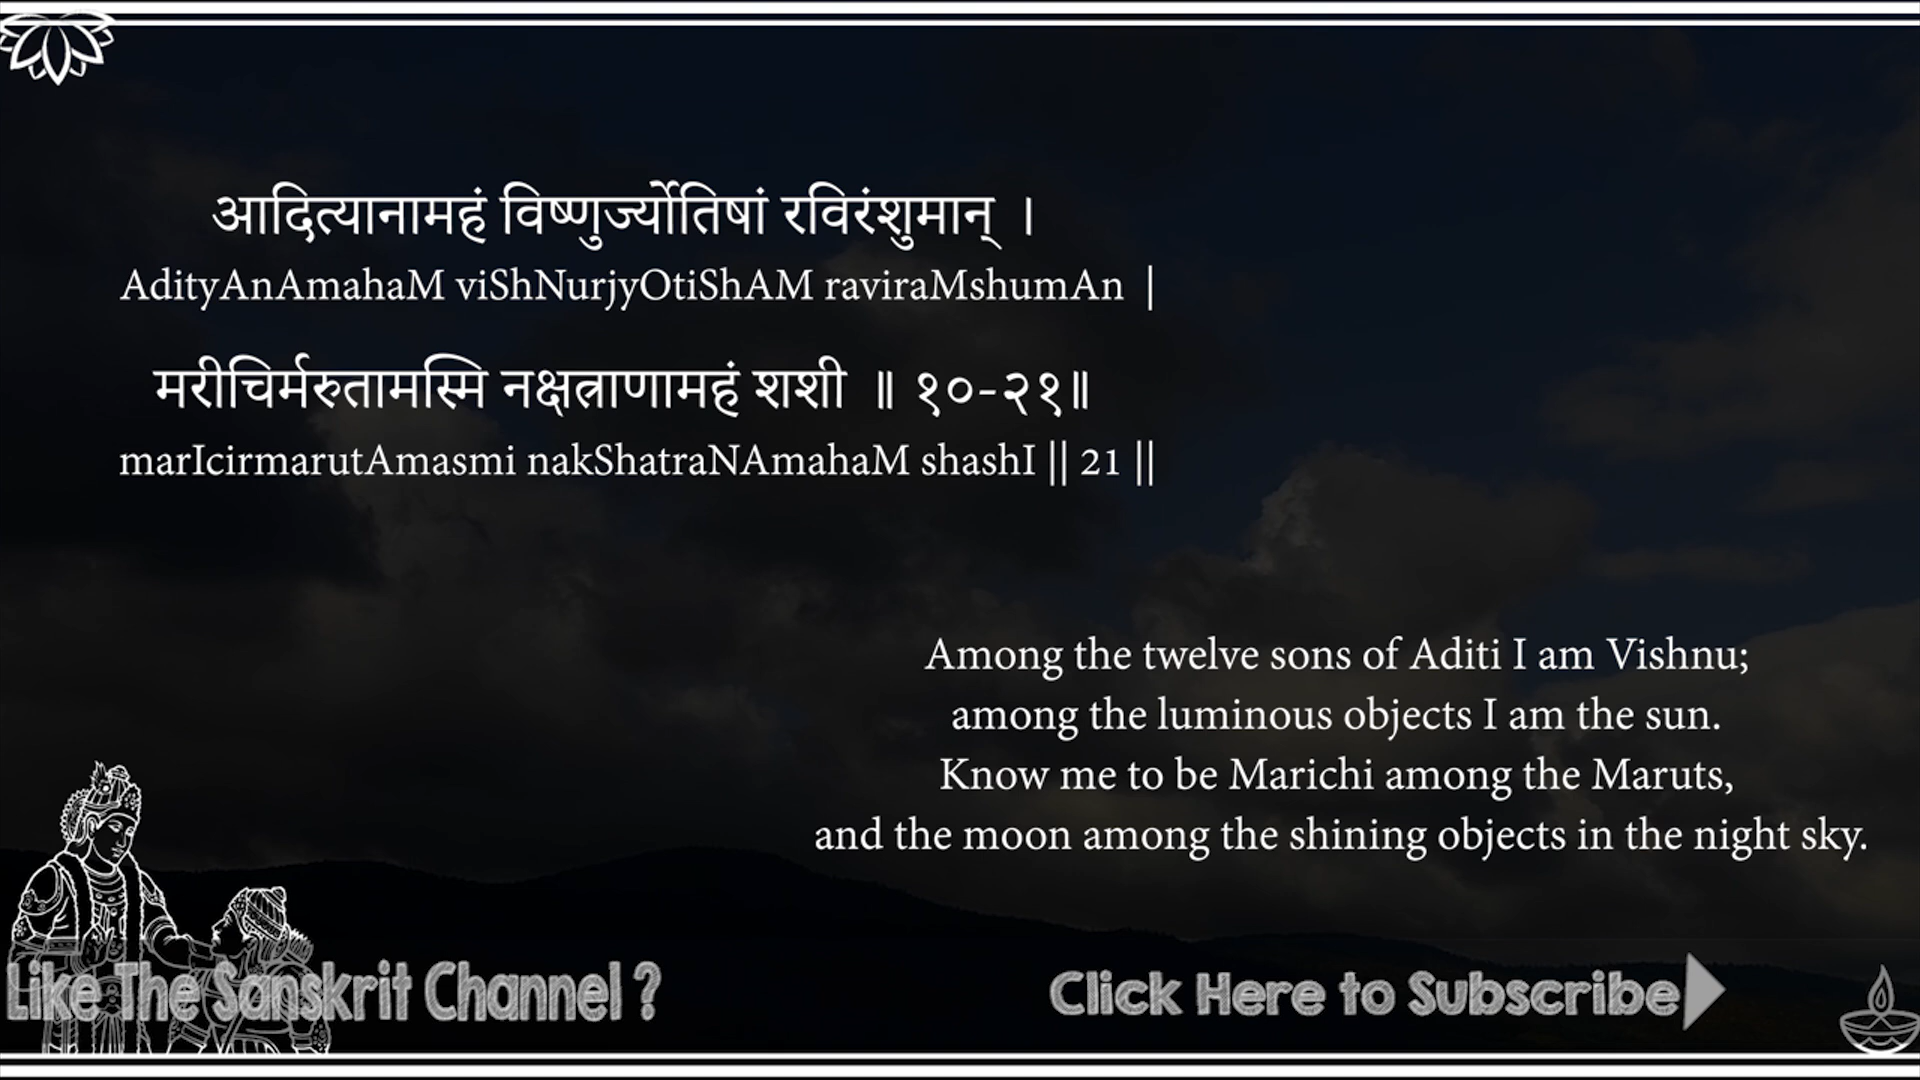 आदित्यानामहं विष्णुर्ज्योतिषां रविरंशुमान् ।
AdityAnAmahaM viShNurjyOtiShAM raviraMshumAn |
मरीचिर्मरुतामस्मि नक्षत्राणामहं शशी ॥ १०-२१॥
marIcirmarutAmasmi nakShatraNAmahaM shashI || 21 ||
Among the twelve sons of Aditi I am Vishnu;
among the luminous objects I am the sun.
Know me to be Marichi among the Maruts,
and the moon among the shining objects in the night sky.
Like The Sanskrit Channel ?
Click Here to Subscribe